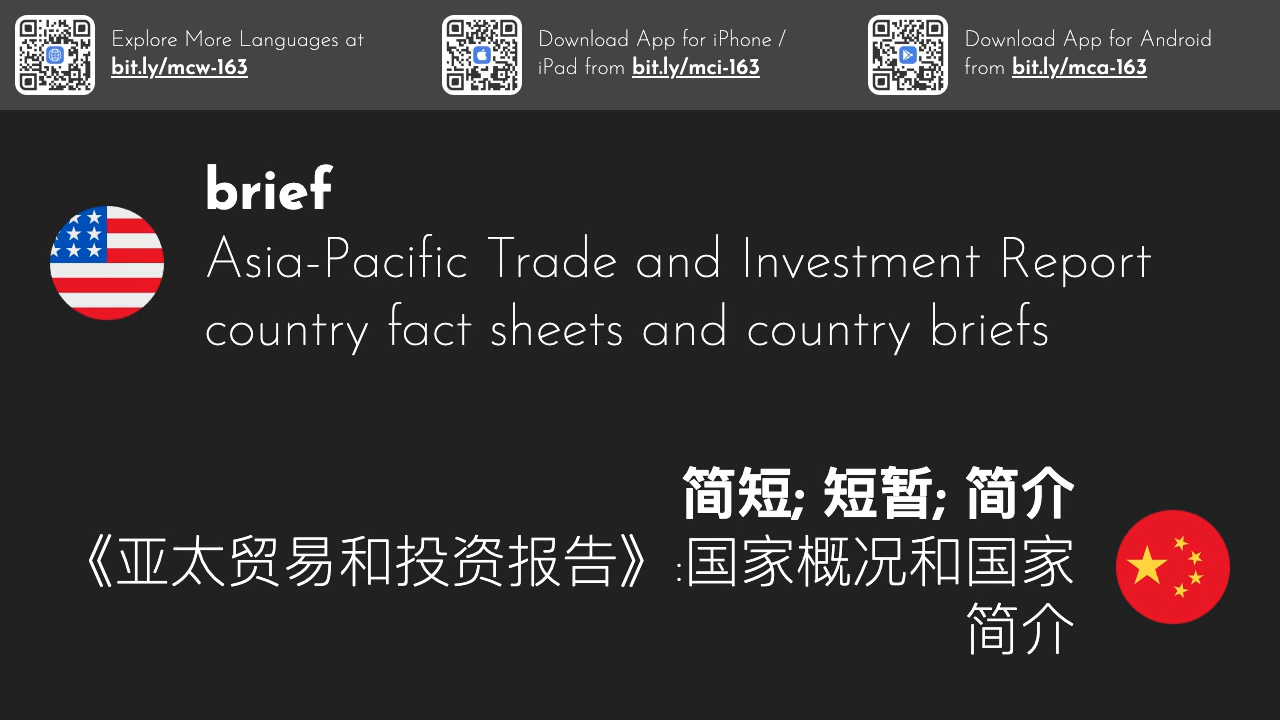 Explore More Languages at
bit.ly/mcw-163
Download App for iPhone /
iPad from bit.ly/mci-163
Download App for Android
from bit.ly/mca-163
brief
Asia-Pacific Trade and Investment Report
country fact sheets and country briefs
简短; 短暂; 简介
《亚太贸易和投资报告》 :国家概况和国家
简介